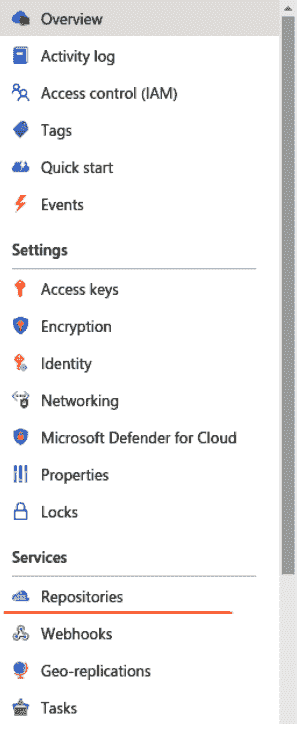 Overview
Activity log
Access control (IAM)
Tags
Quick start
Events
Settings
Access keys
Encryption
Identity
Networking
Microsoft Defender for Cloud
Properties
Locks
Services
Repositories
Webhooks
Geo-replications
Tasks